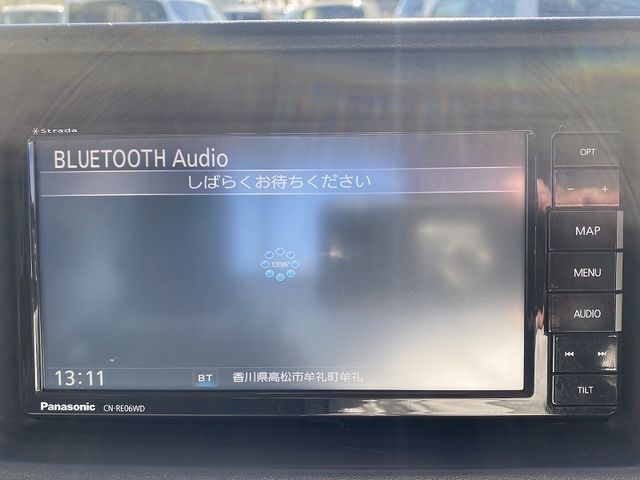 Strada
BLUETOOTH Audio
しばらくお待ちください
WAIT
13:11
BT
香川県高松市牟礼町牟礼
Panasonic
CN-RE06WD
OPT
− +
MAP
MENU
AUDIO
TILT